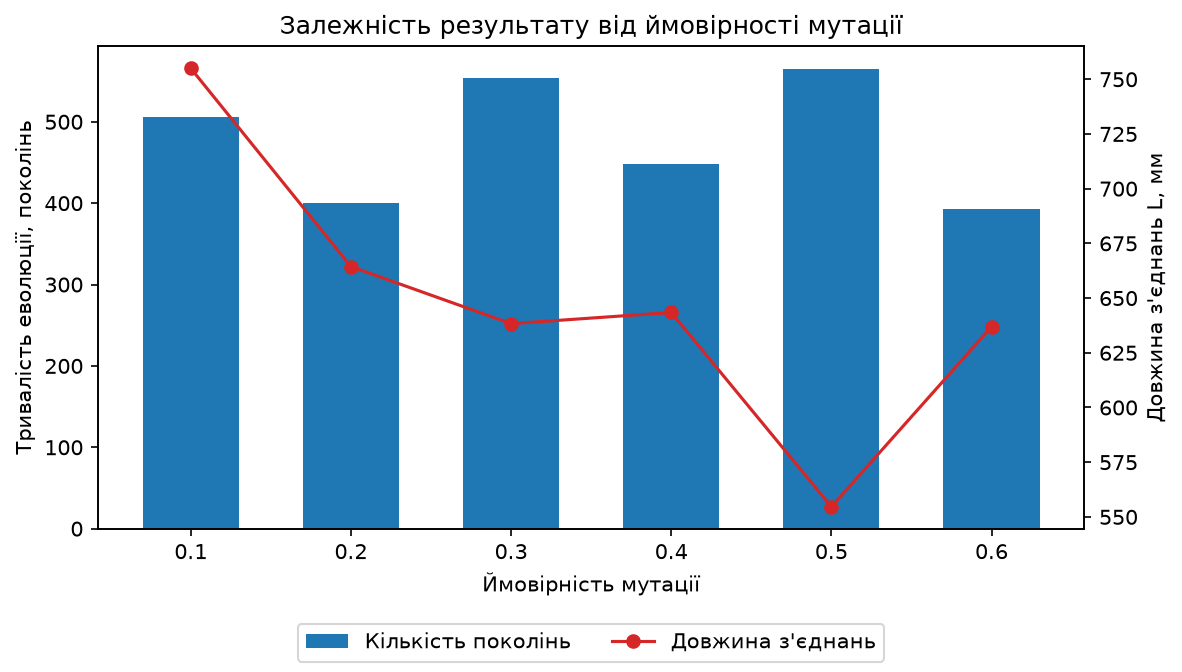 Залежність результату від ймовірності мутації
Тривалість еволюції, поколінь
500
400
300
200
100
0
750
725
700
675
650
625
600
575
550
Довжина з'єднань L, мм
0.1 0.2 0.3 0.4 0.5 0.6
Ймовірність мутації
Кількість поколінь Довжина з'єднань